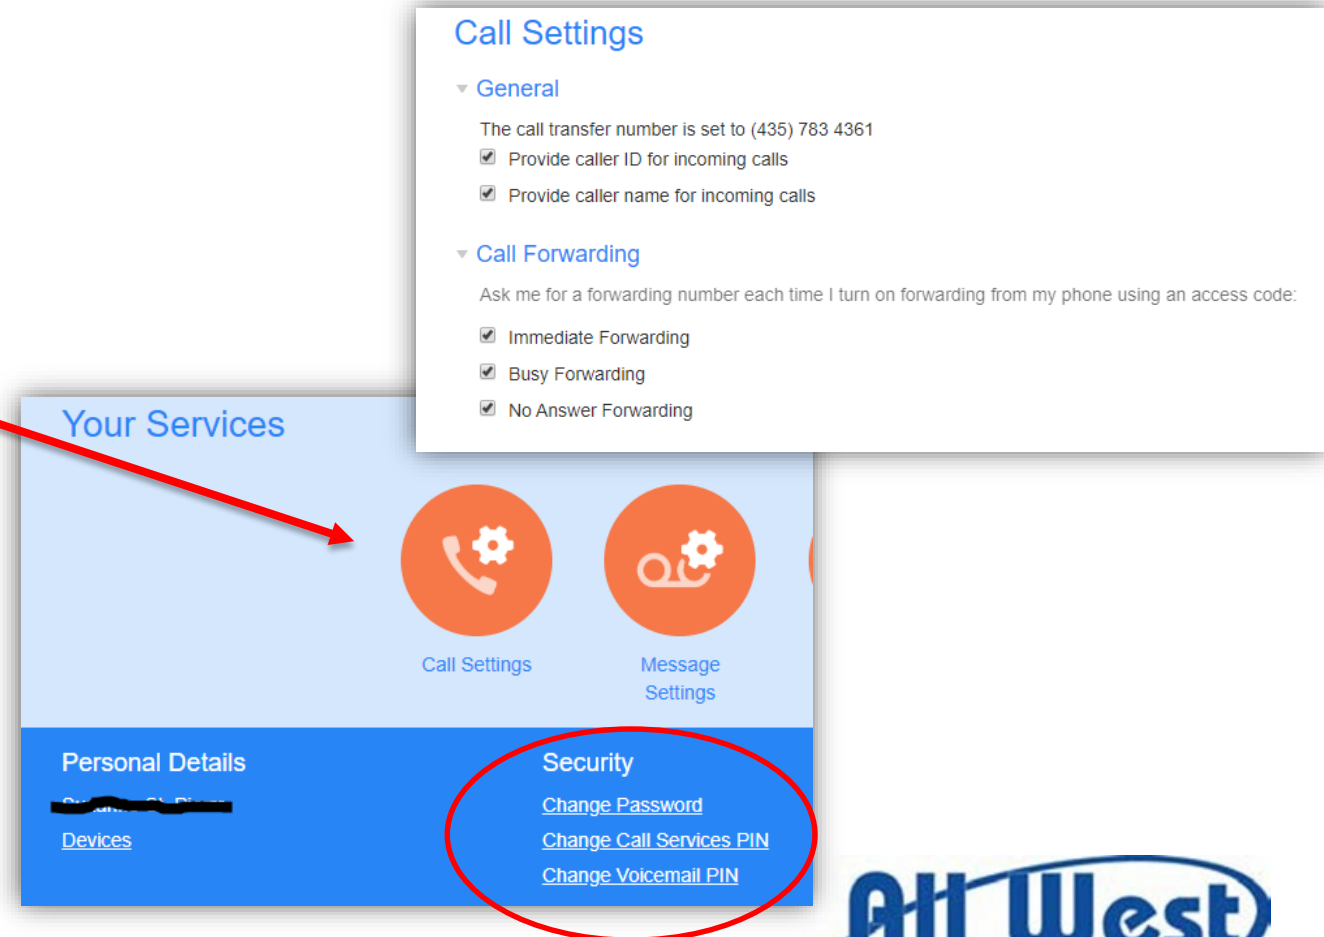 Call Settings
General
The call transfer number is set to (435) 783 4361
Provide caller ID for incoming calls
Provide caller name for incoming calls
Call Forwarding
Ask me for a forwarding number each time I turn on forwarding from my phone using an access code:
Immediate Forwarding
Busy Forwarding
No Answer Forwarding
Your Services
Call Settings
Message
Settings
Personal Details
Devices
Security
Change Password
Change Call Services PIN
Change Voicemail PIN
All West